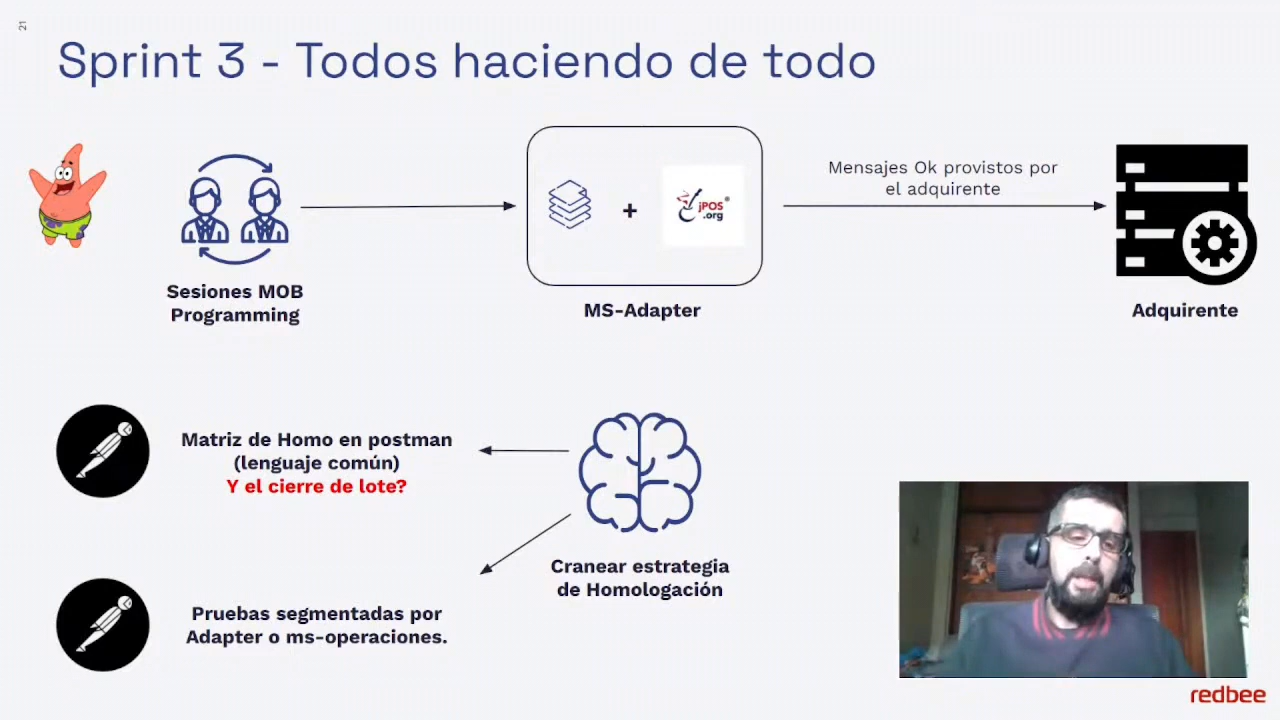 21
Sprint 3 - Todos haciendo de todo
Sesiones MOB
Programming
+
jPOS
.org
MS-Adapter
Mensajes Ok provistos por
el adquirente
Adquirente
Matriz de Homo en postman
(lenguaje común)
Y el cierre de lote?
Cranear estrategia
de Homologación
Pruebas segmentadas por
Adapter o ms-operaciones.
redbee